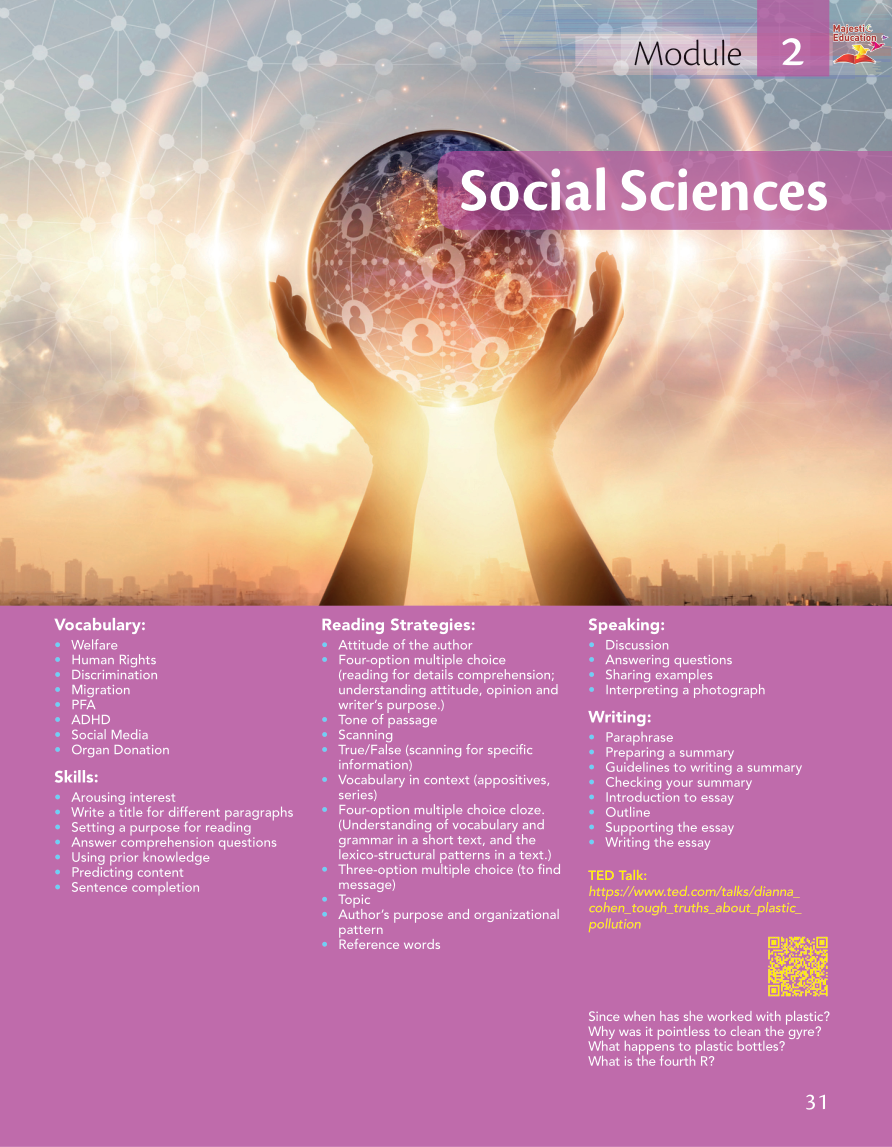 Module 2
Majestic
Education
Social Sciences
Vocabulary:
• Welfare
• Human Rights
• Discrimination
• Migration
• PFA
• ADHD
• Social Media
• Organ Donation
Skills:
• Arousing interest
• Write a title for different paragraphs
• Setting a purpose for reading
• Answer comprehension questions
• Using prior knowledge
• Predicting content
• Sentence completion
Reading Strategies:
• Attitude of the author
• Four-option multiple choice
(reading for details comprehension;
understanding attitude, opinion and
writer's purpose.)
• Tone of passage
• Scanning
• True/False (scanning for specific
information)
• Vocabulary in context (appositives,
series)
• Four-option multiple choice cloze.
(Understanding of vocabulary and
grammar in a short text, and the
lexico-structural patterns in a text.)
• Three-option multiple choice (to find
message)
• Topic
• Author's purpose and organizational
pattern
• Reference words
Speaking:
• Discussion
• Answering questions
• Sharing examples
• Interpreting a photograph
Writing:
• Paraphrase
• Preparing a summary
• Guidelines to writing a summary
• Checking your summary
• Introduction to essay
• Outline
• Supporting the essay
• Writing the essay
TED Talk:
https://www.ted.com/talks/dianna_
cohen_tough_truths_about_plastic_
pollution
Since when has she worked with plastic?
Why was it pointless to clean the gyre?
What happens to plastic bottles?
What is the fourth R?
31